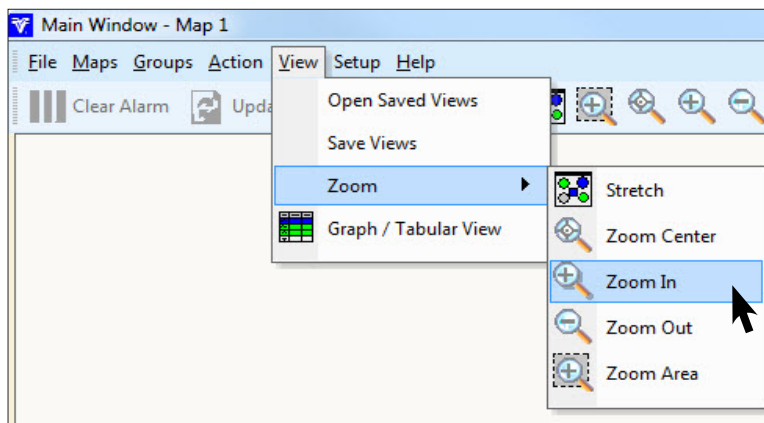 Main Window - Map 1
File Maps Groups Action View Setup Help
Clear Alarm
Open Saved Views
Save Views
Zoom
Graph / Tabular View
Stretch
Zoom Center
Zoom In
Zoom Out
Zoom Area